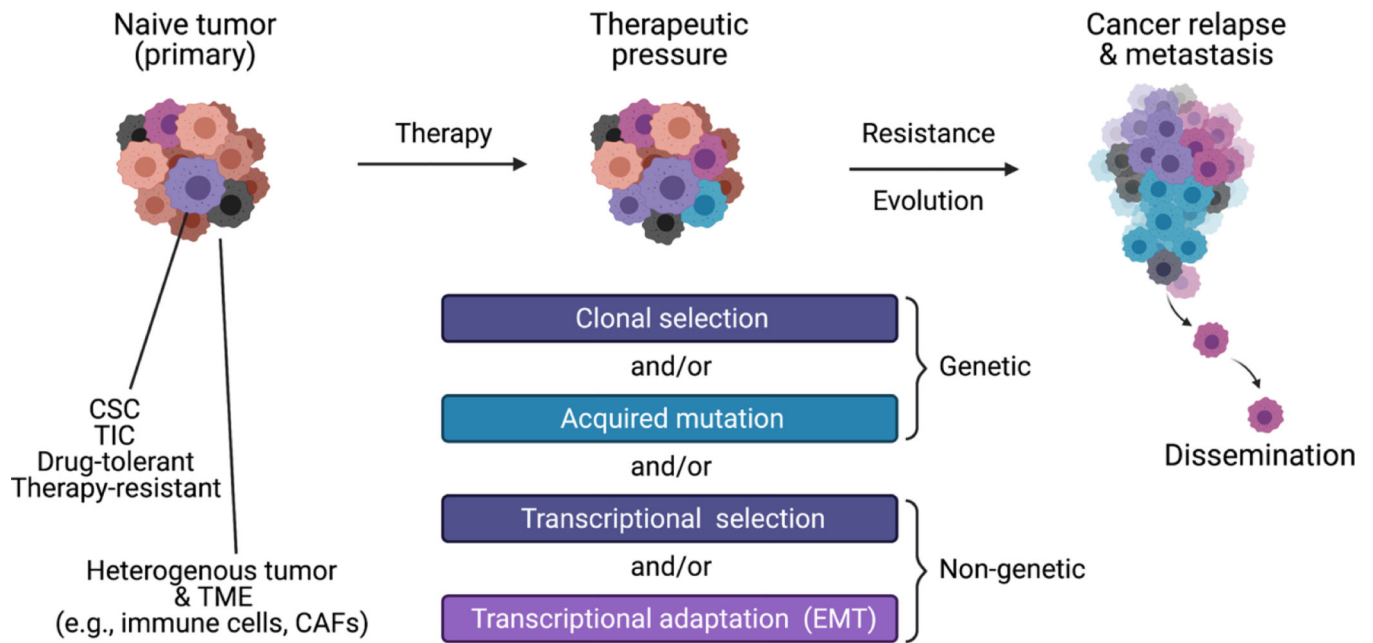 Naive tumor
(primary)
Therapeutic
pressure
Cancer relapse
& metastasis
Therapy
Resistance
Evolution
CSC
TIC
Drug-tolerant
Therapy-resistant
Heterogenous tumor
& TME
(e.g., immune cells, CAFs)
Clonal selection
and/or
Acquired mutation
and/or
Transcriptional selection
and/or
Transcriptional adaptation (EMT)
Genetic
Non-genetic
Dissemination